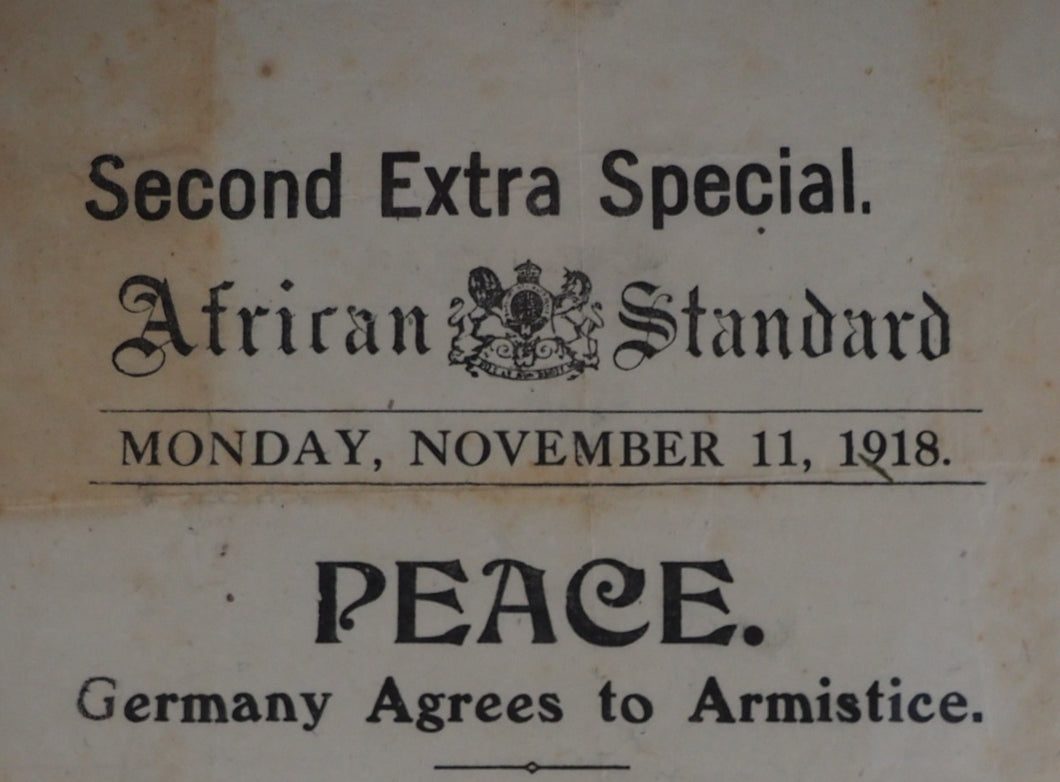 Second Extra Special.
African Standard
MONDAY, NOVEMBER 11, 1918.
PEACE.
Germany Agrees to Armistice.